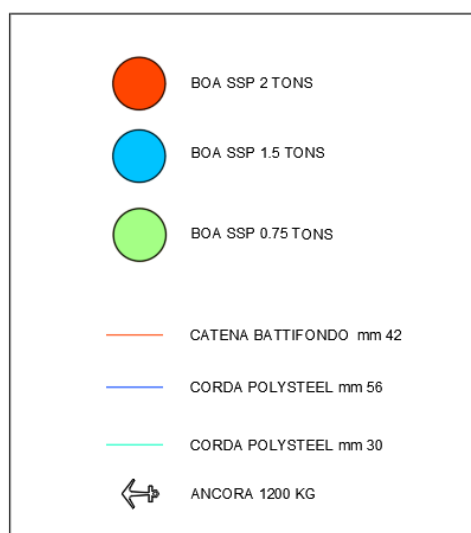 BOA SSP 2 TONS
BOA SSP 1.5 TONS
BOA SSP 0.75 TONS
CATENA BATTIFONDO mm 42
CORDA POLYSTEEL mm 56
CORDA POLYSTEEL mm 30
ANCORA 1200 KG